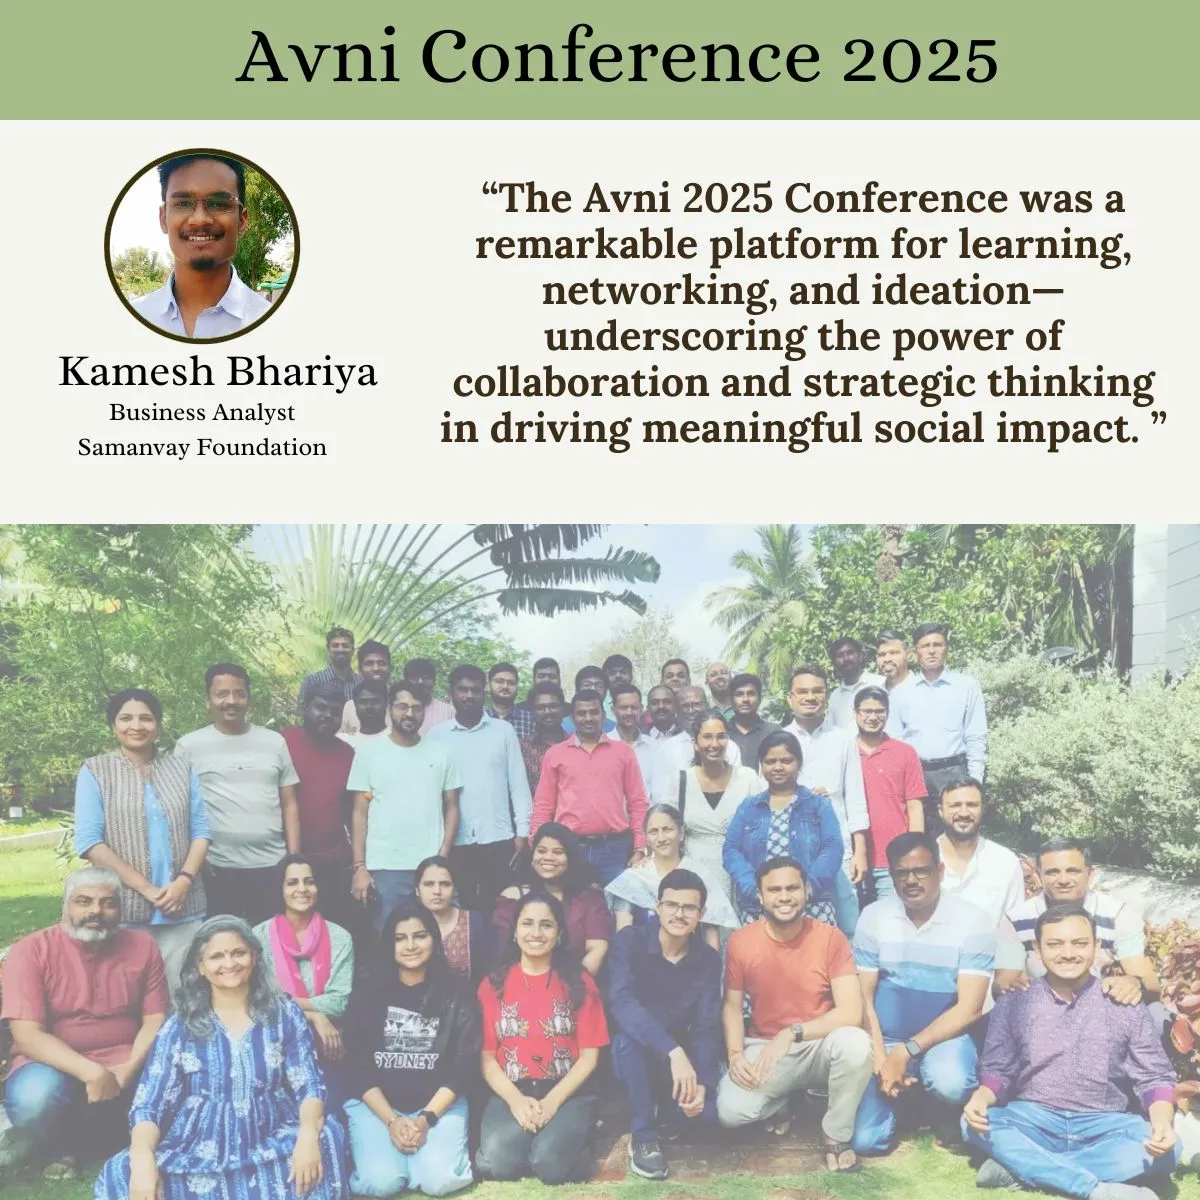 Avni Conference 2025
Kamesh Bhariya
Business Analyst
Samanvay Foundation
“The Avni 2025 Conference was a
remarkable platform for learning,
networking, and ideation—
underscoring the power of
collaboration and strategic thinking
in driving meaningful social impact. ”
SYDNEY